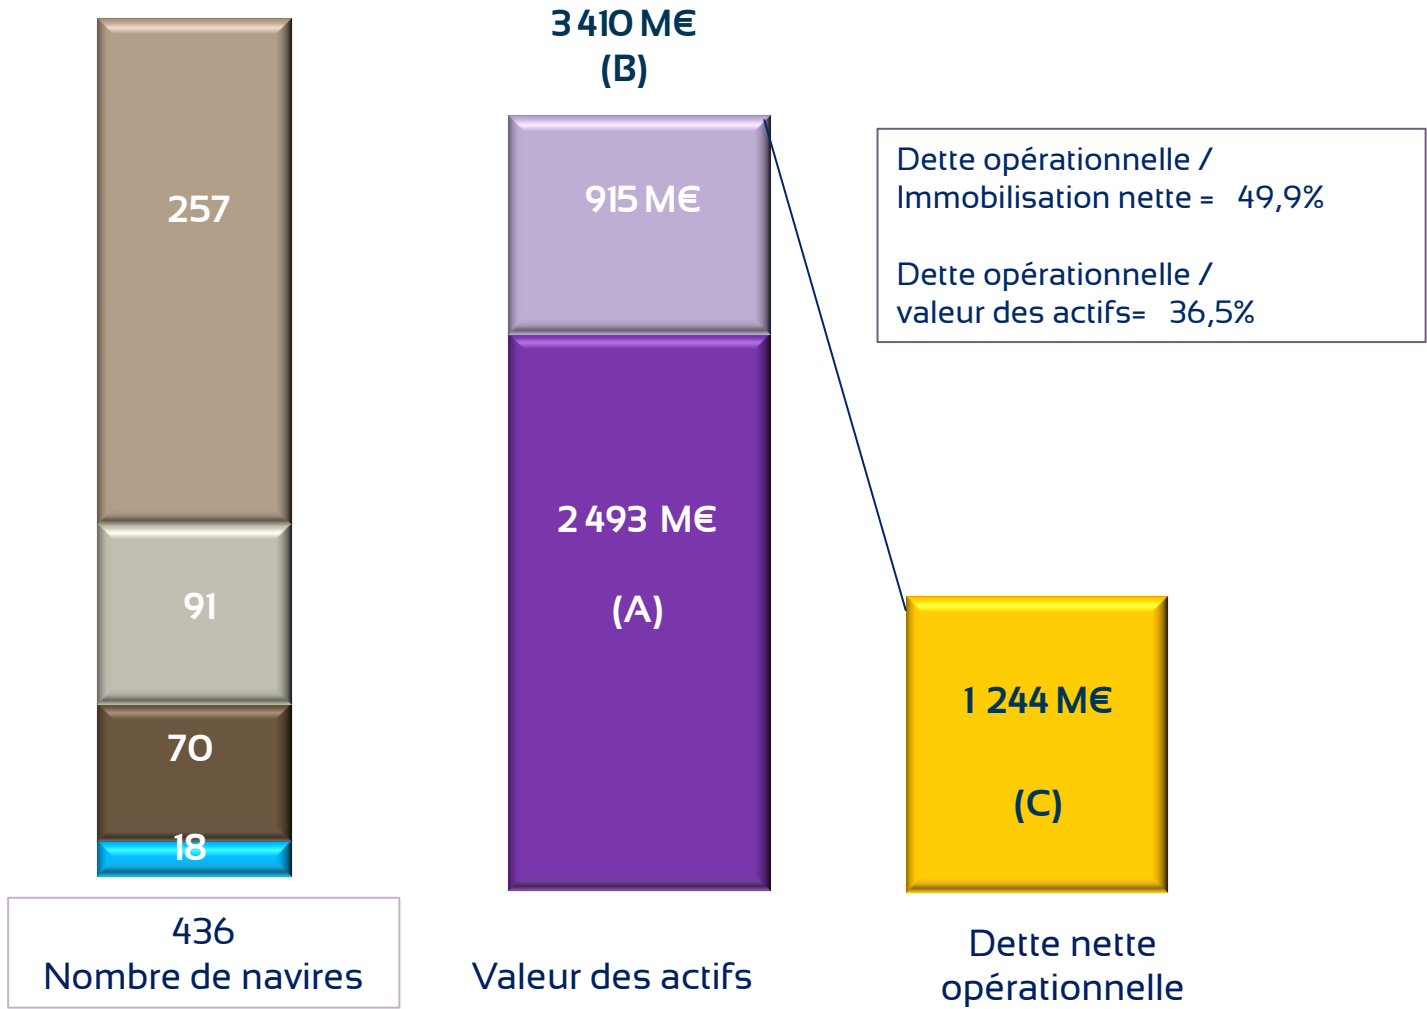 257
91
70
18
436
Nombre de navires
3 410 M€
(B)
915 M€
2 493 M€
(A)
Valeur des actifs
Dette opérationnelle /
Immobilisation nette = 49,9%
Dette opérationnelle /
valeur des actifs= 36,5%
1 244 M€
(C)
Dette nette
opérationnelle